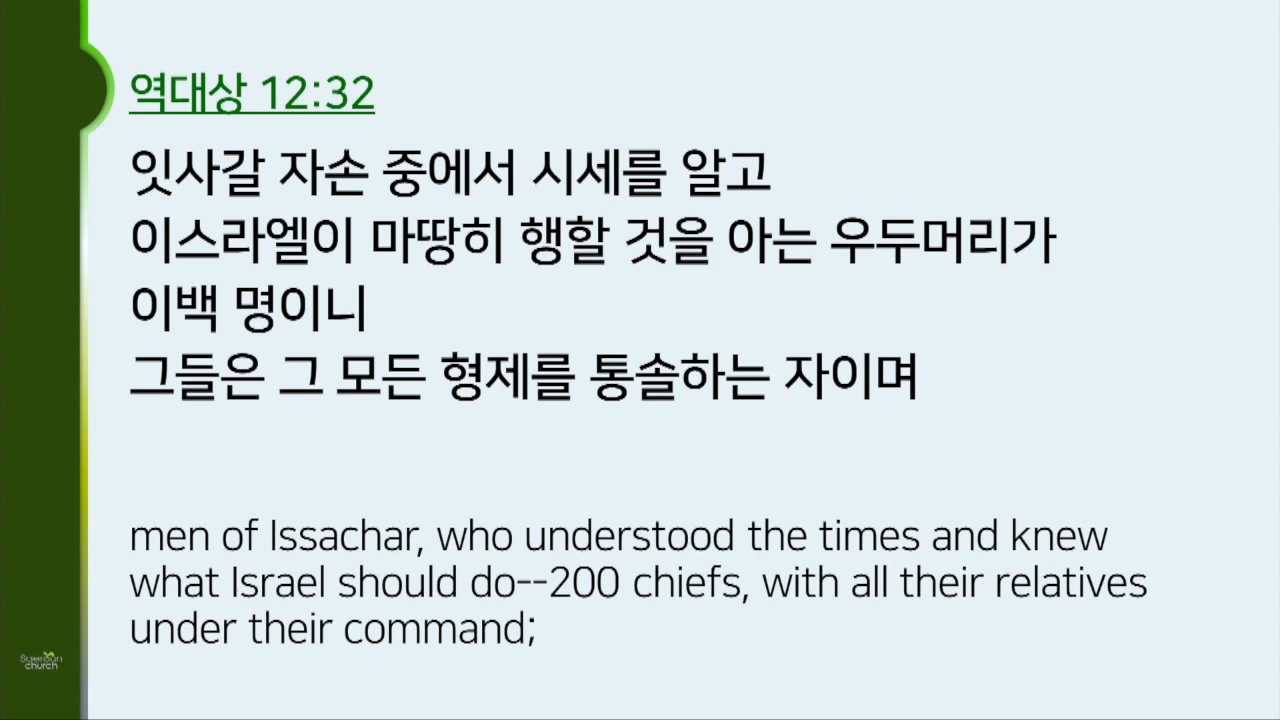 역대상 12:32
잇사갈 자손 중에서 시세를 알고
이스라엘이 마땅히 행할 것을 아는 우두머리가
이백 명이니
그들은 그 모든 형제를 통솔하는 자이며
men of Issachar, who understood the times and knew
what Israel should do--200 chiefs, with all their relatives
under their command;
Saeroun
church